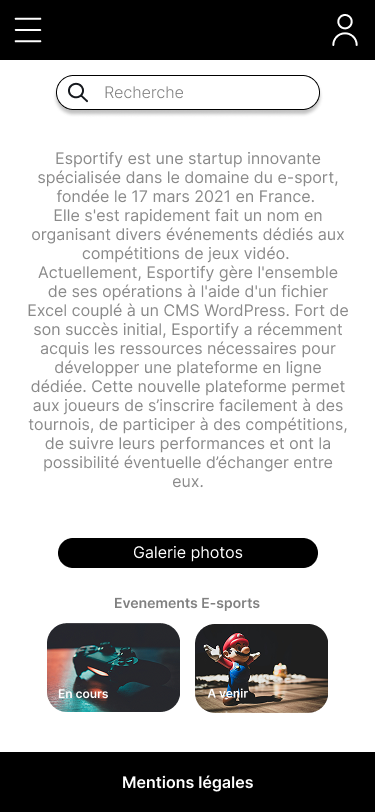 Recherche
Esportify est une startup innovante
spécialisée dans le domaine du e-sport,
fondée le 17 mars 2021 en France.
Elle s'est rapidement fait un nom en
organisant divers événements dédiés aux
compétitions de jeux vidéo.
Actuellement, Esportify gère l'ensemble
de ses opérations à l'aide d'un fichier
Excel couplé à un CMS WordPress. Fort de
son succès initial, Esportify a récemment
acquis les ressources nécessaires pour
développer une plateforme en ligne
dédiée. Cette nouvelle plateforme permet
aux joueurs de s’inscrire facilement à des
tournois, de participer à des compétitions,
de suivre leurs performances et ont la
possibilité éventuelle d’échanger entre
eux.
Galerie photos
Evenements E-sports
En cours
A venir
Mentions légales